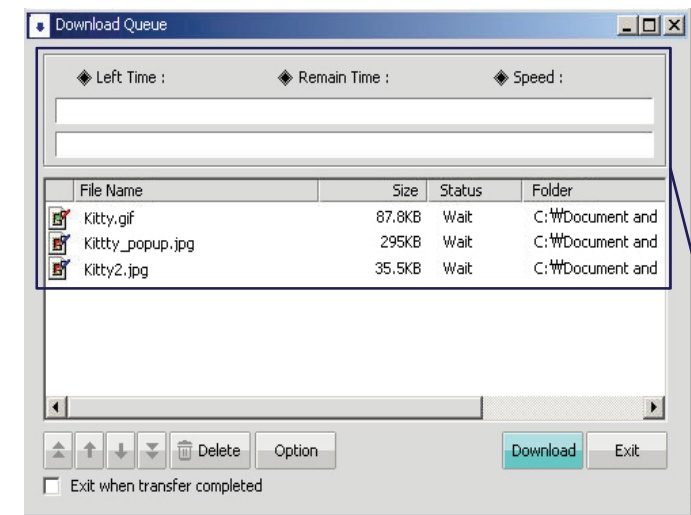 Download Queue
Left Time : Remain Time : Speed :
File Name Size Status Folder
Kitty.gif 87.8KB Wait C:₩Document and
Kittty_popup.jpg 295KB Wait C:₩Document and
Kitty2.jpg 35.5KB Wait C:₩Document and
Delete Option Download Exit
Exit when transfer completed